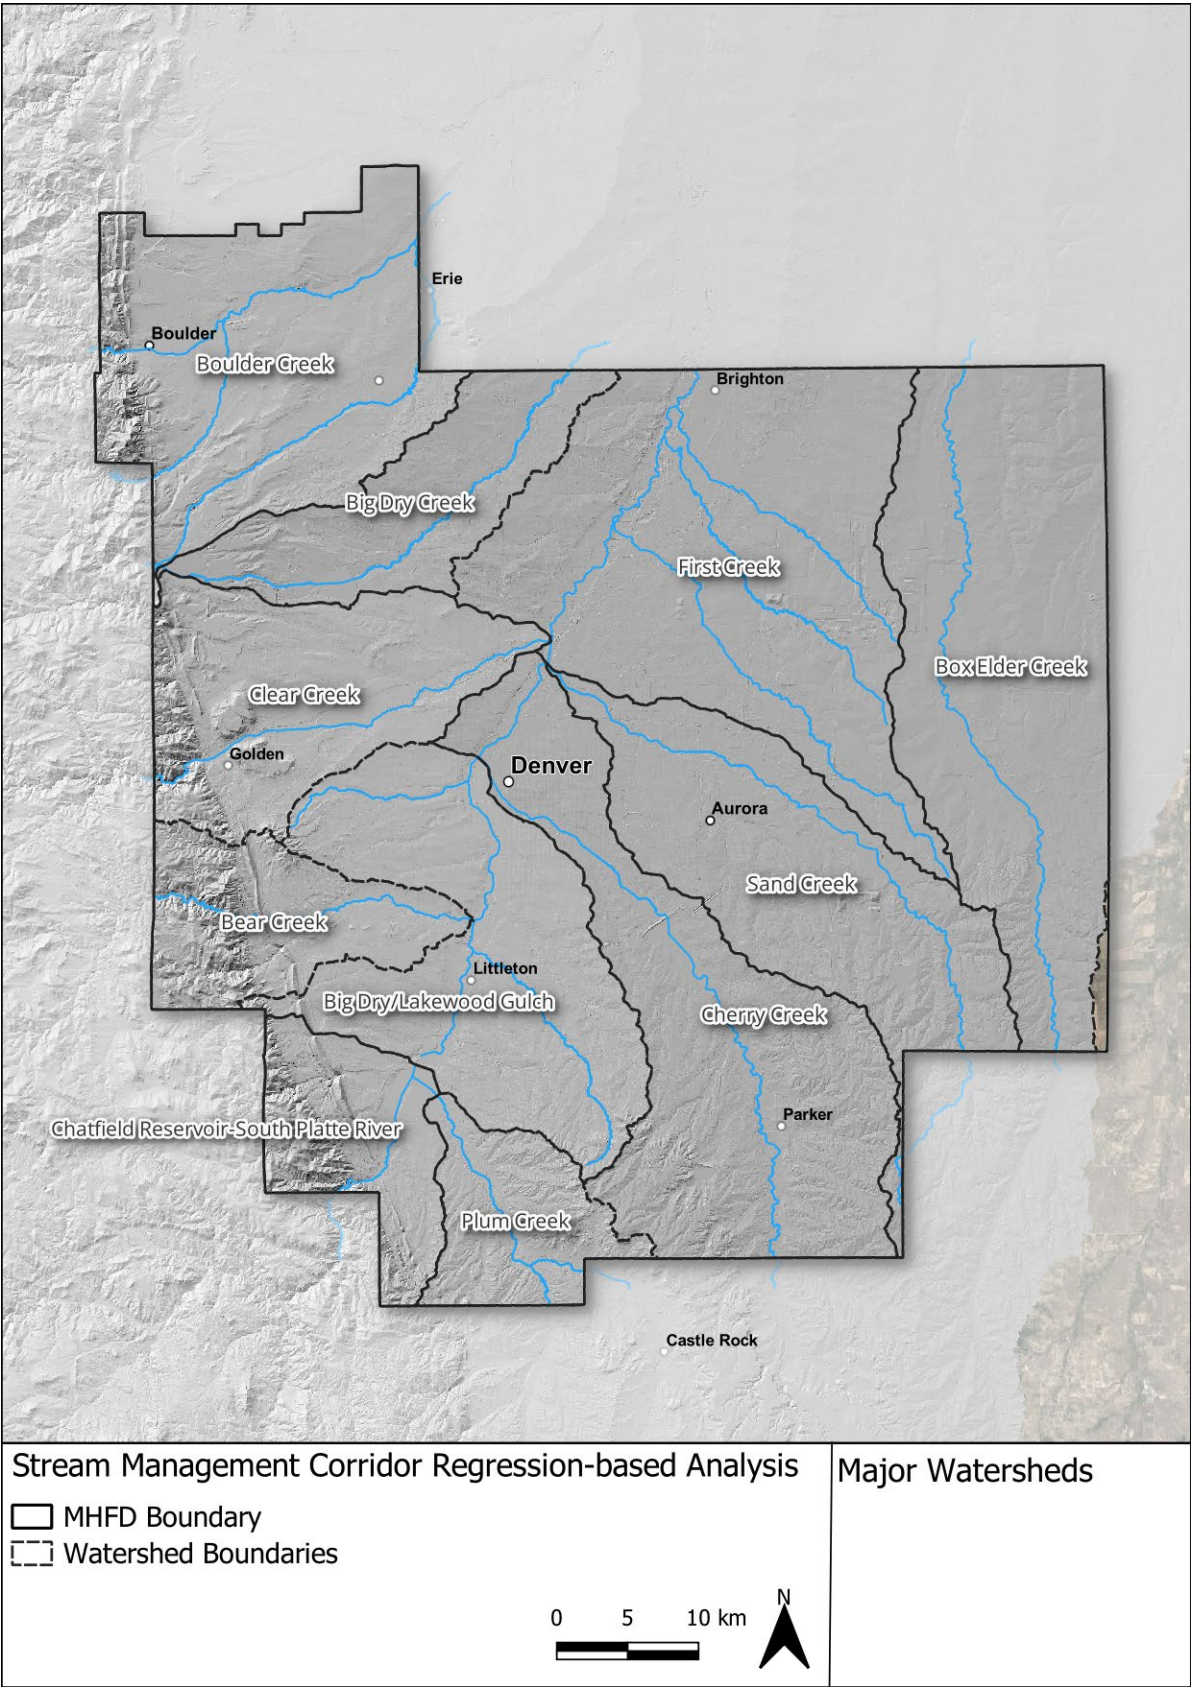 Erie
Boulder
Boulder Creek
Brighton
Big Dry Creek
First Creek
Box Elder Creek
Clear Creek
Golden
Denver
Aurora
Sand Creek
Bear Creek
Littleton
Big Dry/Lakewood Gulch
Cherry Creek
Parker
Chatfield Reservoir-South Platte River
Plum Creek
Castle Rock
Stream Management Corridor Regression-based Analysis
Major Watersheds
MHFD Boundary
Watershed Boundaries
N
0 5 10 km